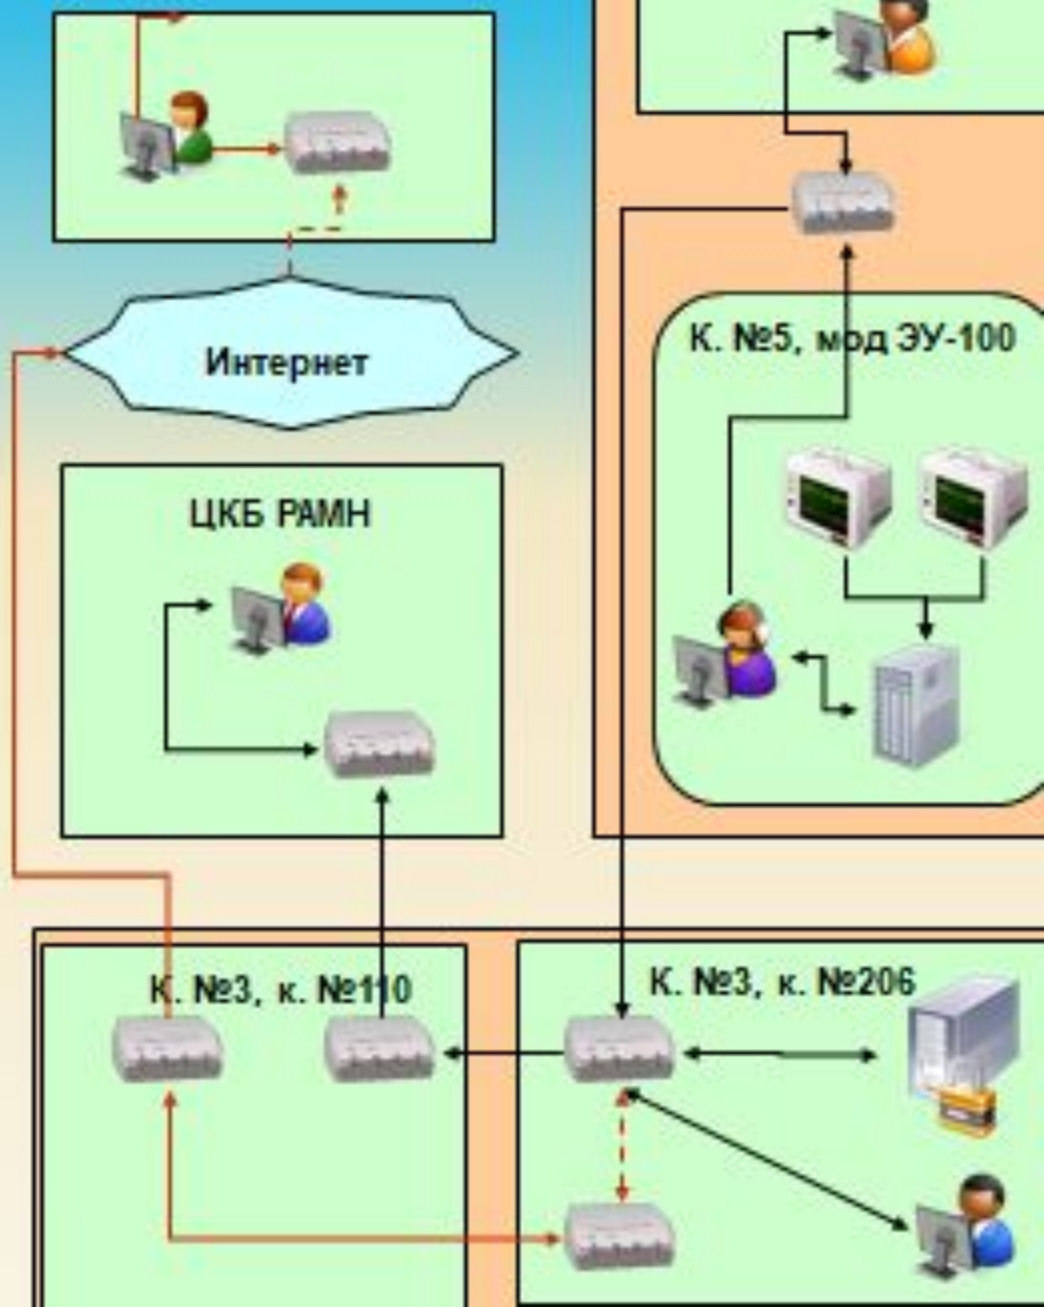 Интернет
К. №5, мод ЭУ-100
ЦКБ РАМН
К. №3, к. №110
К. №3, к. №206